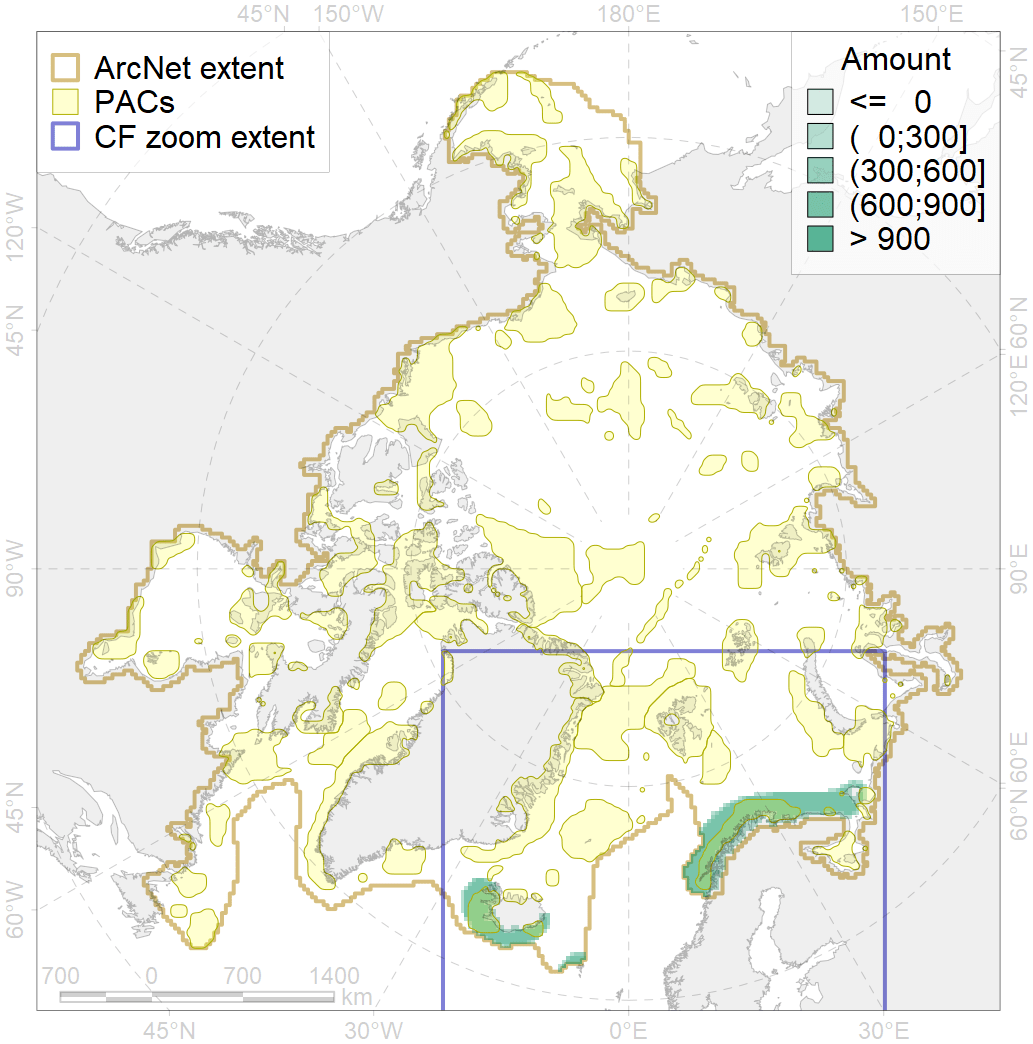 45°N 150°W 180°E 150°E
ArcNet extent
PACs
CF zoom extent
Amount
<= 0
( 0;300]
(300;600]
(600;900]
> 900
45°N
120°W
45°N
60°N
120°E
90°W
90°E
60°E
45°N
60°N
60°W
700 0 700 1400
km
45°N 30°W 0°E 30°E